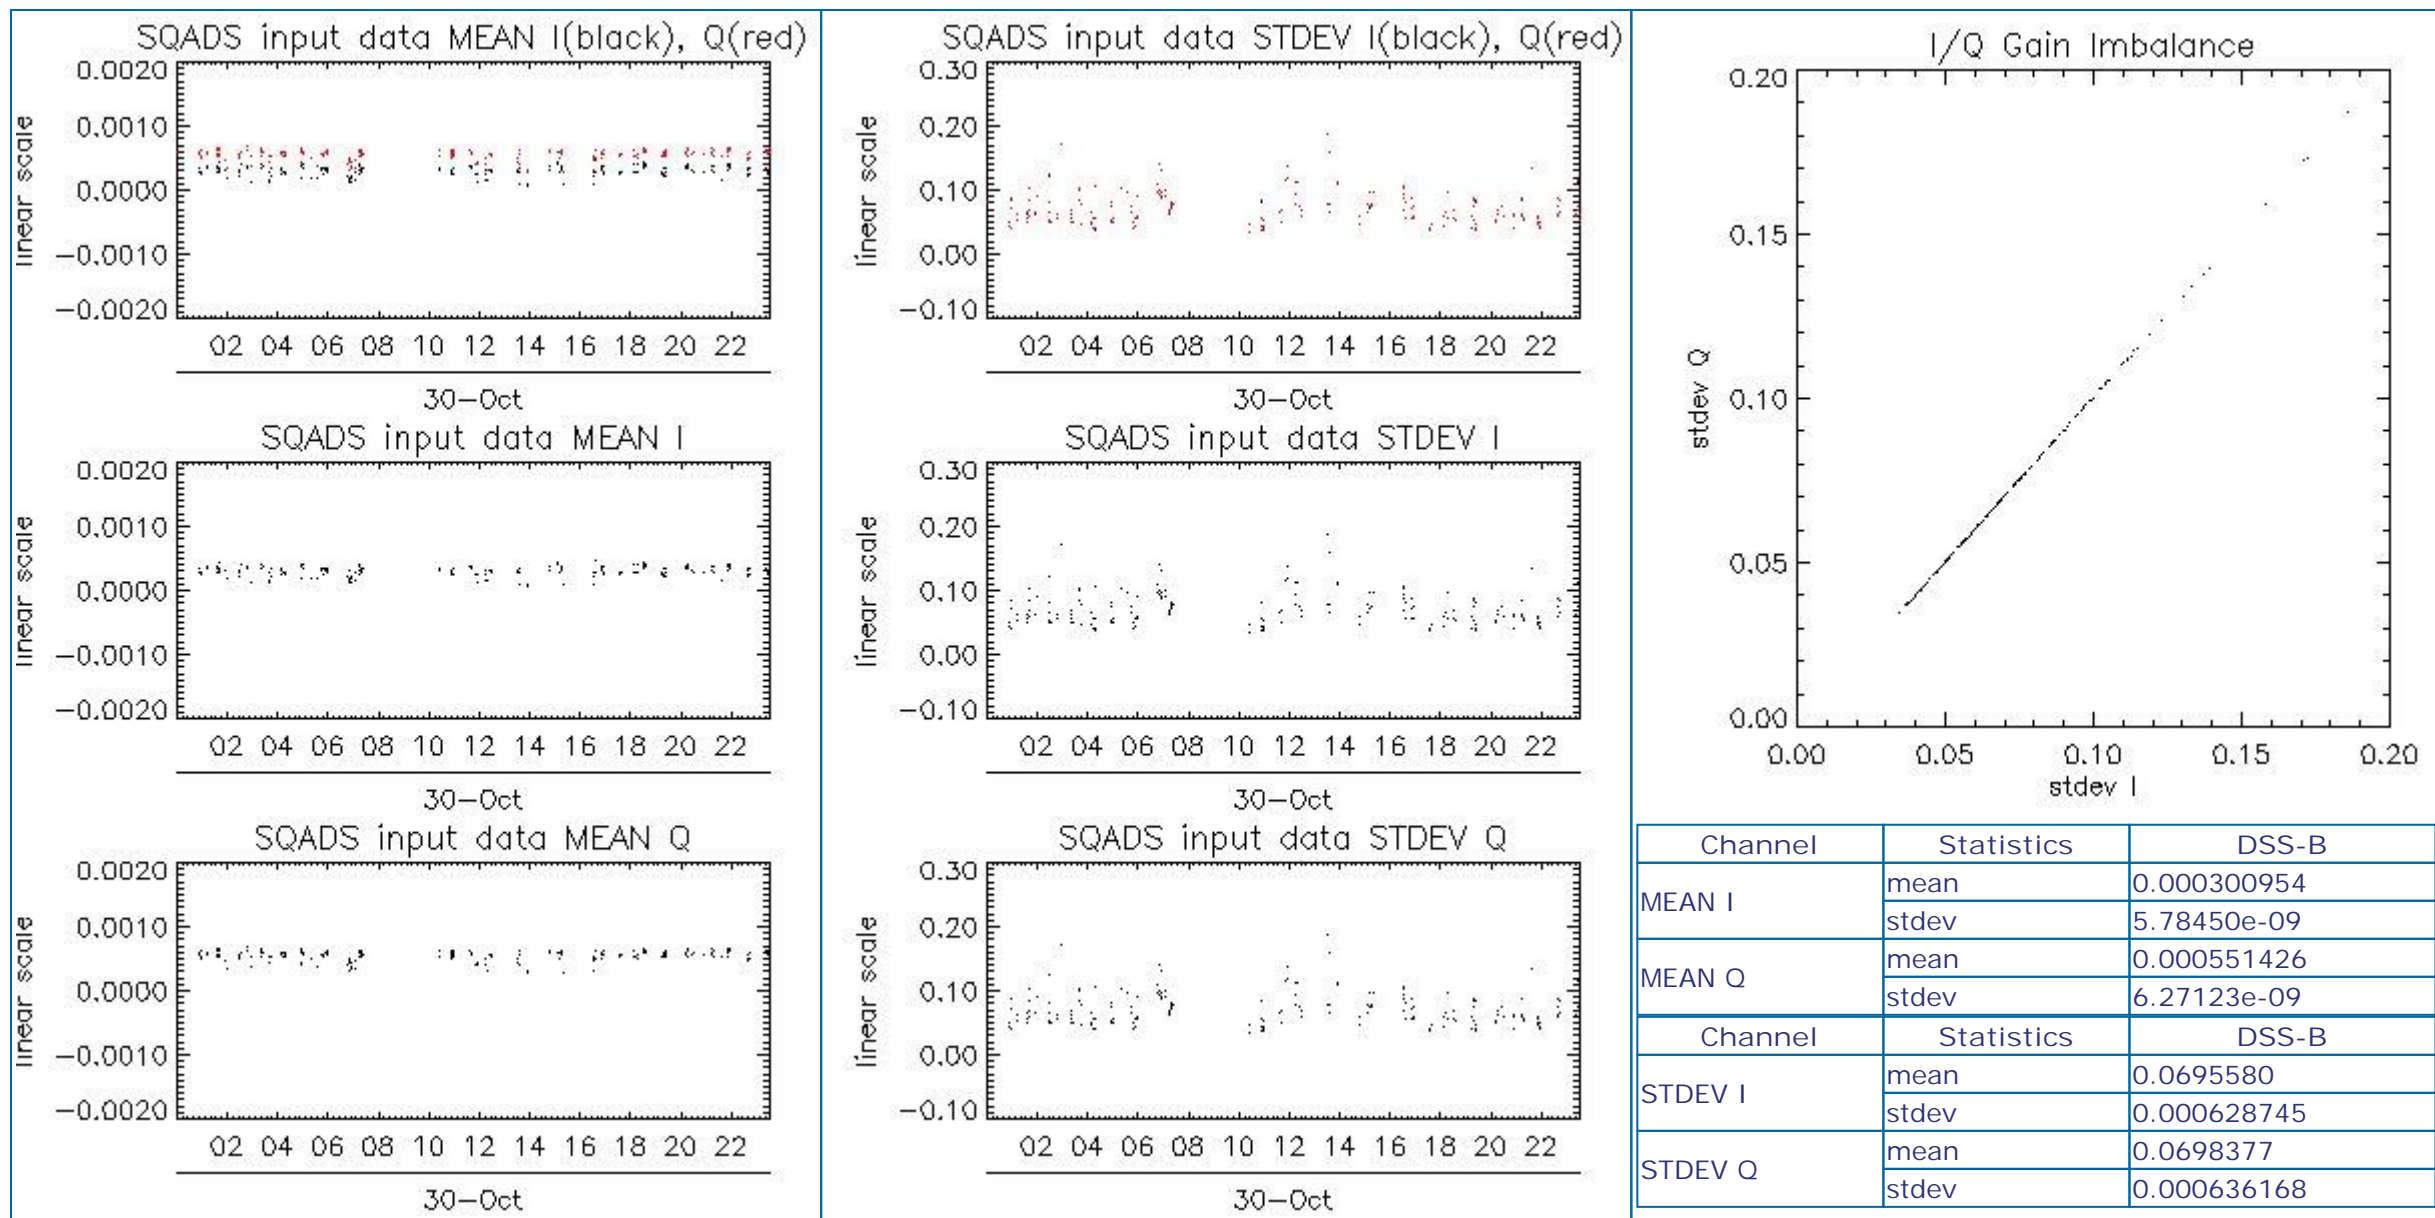 SQADS input data MEAN I(black), Q(red)
linear scale
0.0020
0.0010
0.0000
−0.0010
−0.0020
02 04 06 08 10 12 14 16 18 20 22
30−Oct
SQADS input data MEAN I
linear scale
0.0020
0.0010
0.0000
−0.0010
−0.0020
02 04 06 08 10 12 14 16 18 20 22
30−Oct
SQADS input data MEAN Q
linear scale
0.0020
0.0010
0.0000
−0.0010
−0.0020
02 04 06 08 10 12 14 16 18 20 22
30−Oct
SQADS input data STDEV I(black), Q(red)
linear scale
0.30
0.20
0.10
0.00
−0.10
02 04 06 08 10 12 14 16 18 20 22
30−Oct
SQADS input data STDEV I
linear scale
0.30
0.20
0.10
0.00
−0.10
02 04 06 08 10 12 14 16 18 20 22
30−Oct
SQADS input data STDEV Q
linear scale
0.30
0.20
0.10
0.00
−0.10
02 04 06 08 10 12 14 16 18 20 22
30−Oct
I/Q Gain Imbalance
stdev Q
0.20
0.15
0.10
0.05
0.00
0.00 0.05 0.10 0.15 0.20
stdev I
Channel Statistics DSS-B
MEAN I mean 0.000300954
stdev 5.78450e-09
MEAN Q mean 0.000551426
stdev 6.27123e-09
Channel Statistics DSS-B
STDEV I mean 0.0695580
stdev 0.000628745
STDEV Q mean 0.0698377
stdev 0.000636168